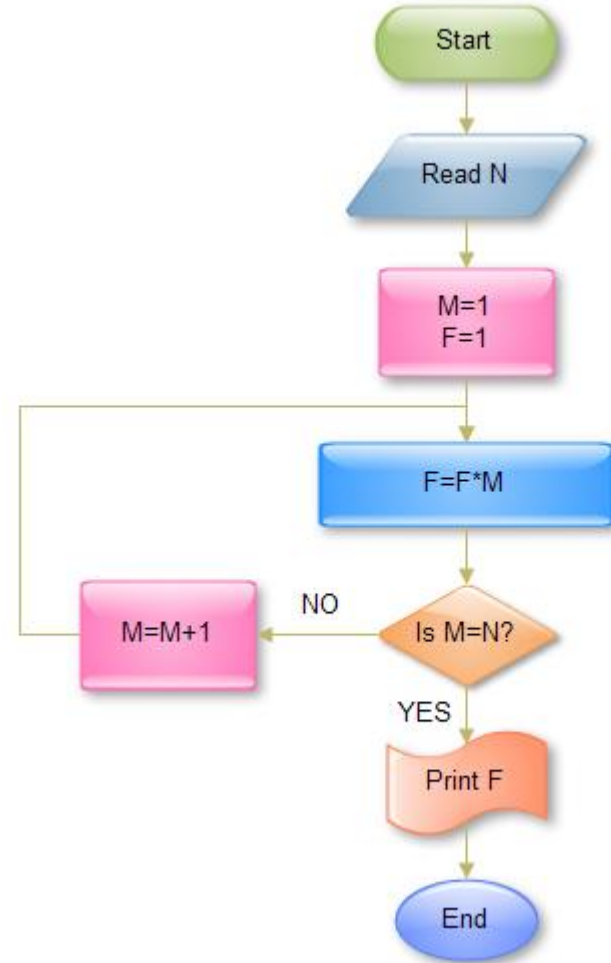 Start
Read N
M=1
F=1
F=F*M
Is M=N?
NO
M=M+1
YES
Print F
End